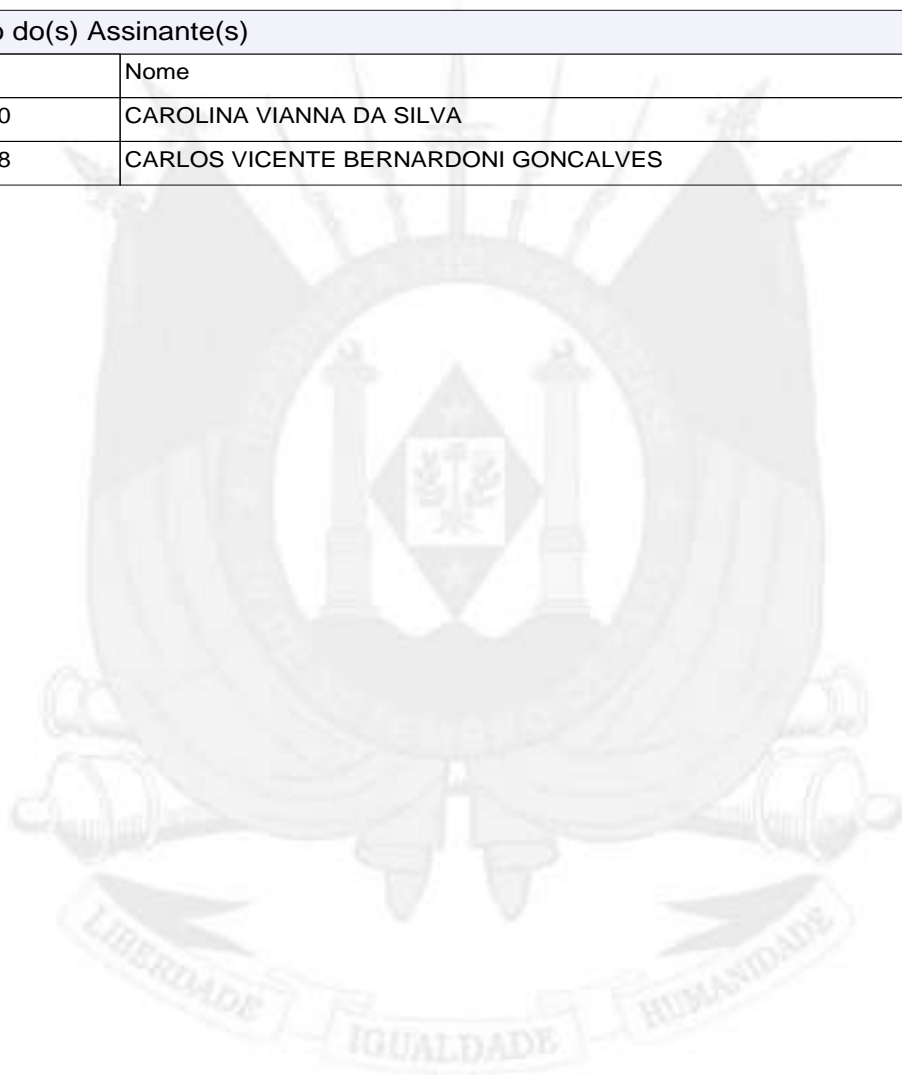 o do(s) Assinante(s)
Nome
0 CAROLINA VIANNA DA SILVA
8 CARLOS VICENTE BERNARDONI GONCALVES
LIBERDADE IGUALDADE HUMANIDADE